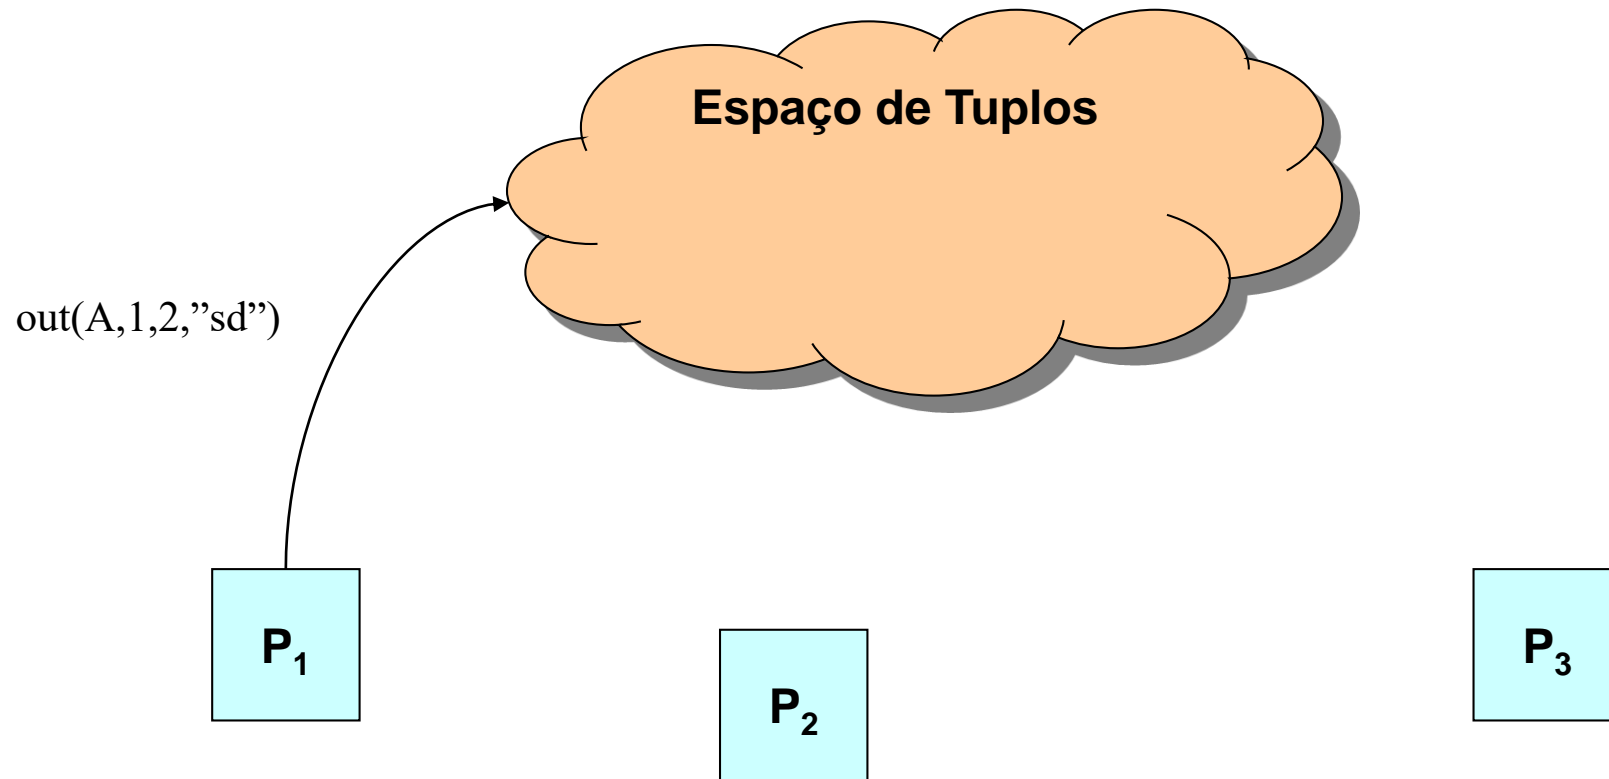 Espaço de Tuplos
out(A,1,2,”sd”)
P₁
P₂
P₃